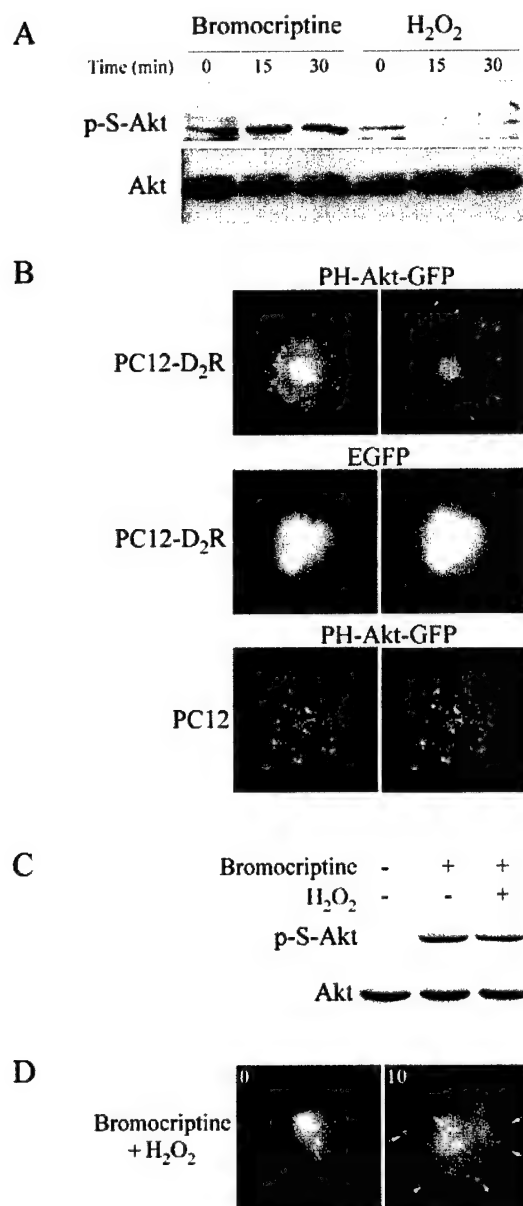 A
Bromocriptine H₂O₂
Time (min) 0 15 30 0 15 30
p-S-Akt
Akt
B
PH-Akt-GFP
PC12-D₂R
EGFP
PC12-D₂R
PH-Akt-GFP
PC12
C
Bromocriptine - + +
H₂O₂ - - +
p-S-Akt
Akt
D
0 10
Bromocriptine
+ H₂O₂